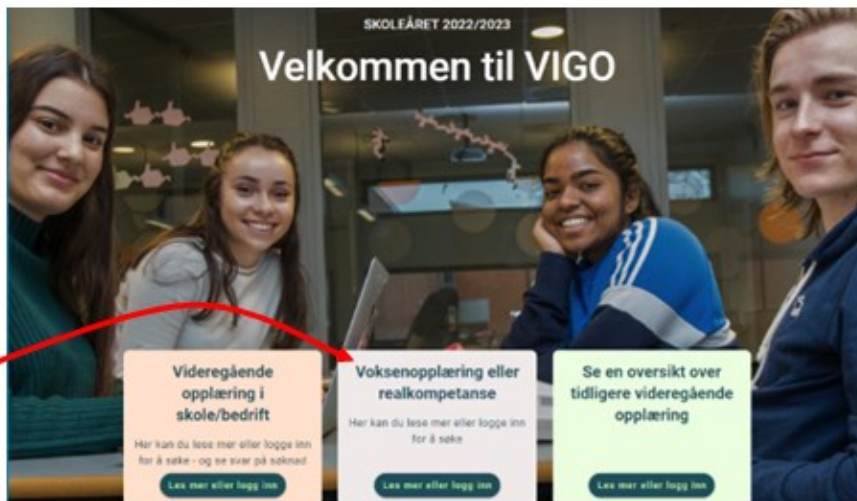 SKOLEÅRET 2022/2023
Velkommen til VIGO
Videregående
opplæring i
skole/bedrift
Her kan du lese mer eller logge inn
for å søke - og se svar på søknad
Les mer eller logg inn
Voksenopplæring eller
realkompetanse
Her kan du lese mer eller logge inn
for å søke
Les mer eller logg inn
Se en oversikt over
tidligere videregående
opplæring
Les mer eller logg inn